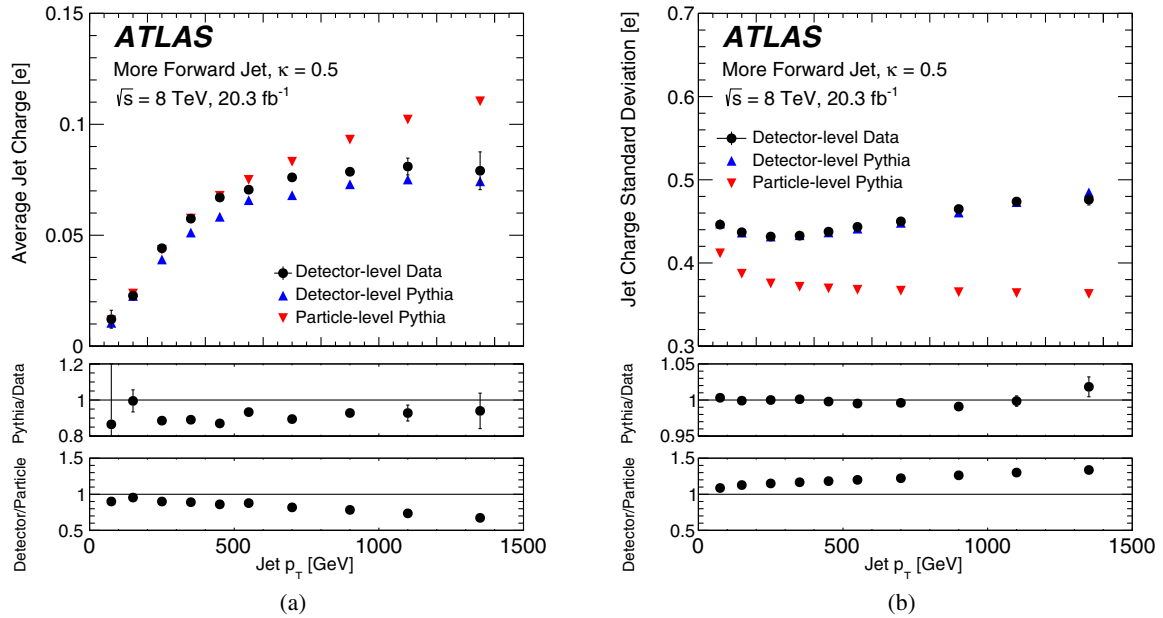 ATLAS
More Forward Jet, κ = 0.5
√s = 8 TeV, 20.3 fb⁻¹
Average Jet Charge [e]
0.1
0.05
0
Detector-level Data
Detector-level Pythia
Particle-level Pythia
Pythia/Data
1.2
1
0.8
Detector/Particle
1.5
1
0.5
0 500 1000 1500
Jet p_T [GeV]
(a)
ATLAS
More Forward Jet, κ = 0.5
√s = 8 TeV, 20.3 fb⁻¹
Jet Charge Standard Deviation [e]
0.7
0.6
0.5
0.4
0.3
Detector-level Data
Detector-level Pythia
Particle-level Pythia
Pythia/Data
1.05
1
0.95
Detector/Particle
1.5
1
0.5
0 500 1000 1500
Jet p_T [GeV]
(b)